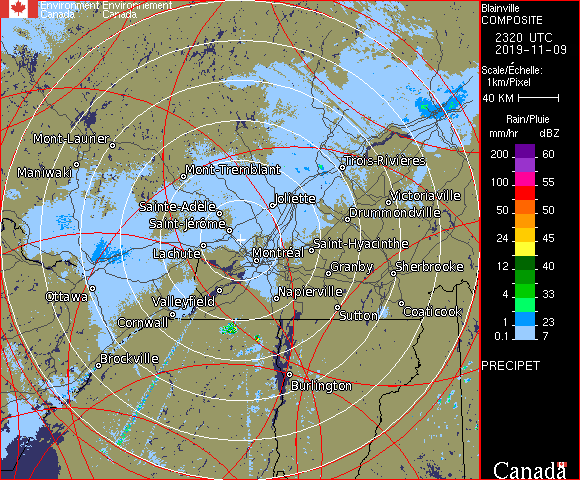 Environment Environnement
Canada Canada
Mont-Laurier
Maniwaki
Mont-Tremblant
Trois-Rivières
Sainte-Adèle
Joliette
Victoriaville
Drummondville
Saint-Jérôme
Lachute
Montréal
Saint-Hyacinthe
Granby
Sherbrooke
Ottawa
Valleyfield
Napierville
Cornwall
Sutton
Coaticook
Brockville
Burlington
Blainville
COMPOSITE
2320 UTC
2019-11-09
Scale/Échelle:
1km/Pixel
40 KM
Rain/Pluie
mm/hr dBZ
200 60
100 55
50 50
24 45
12 40
4 33
1 23
0.1 7
PRECIPET
Canada